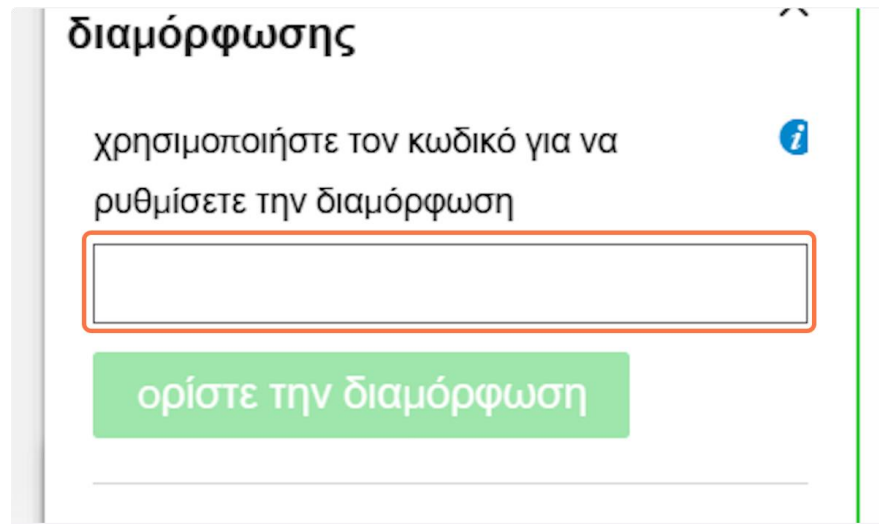 διαμόρφωσης
χρησιμοποιήστε τον κωδικό για να
ρυθμίσετε την διαμόρφωση
ορίστε την διαμόρφωση